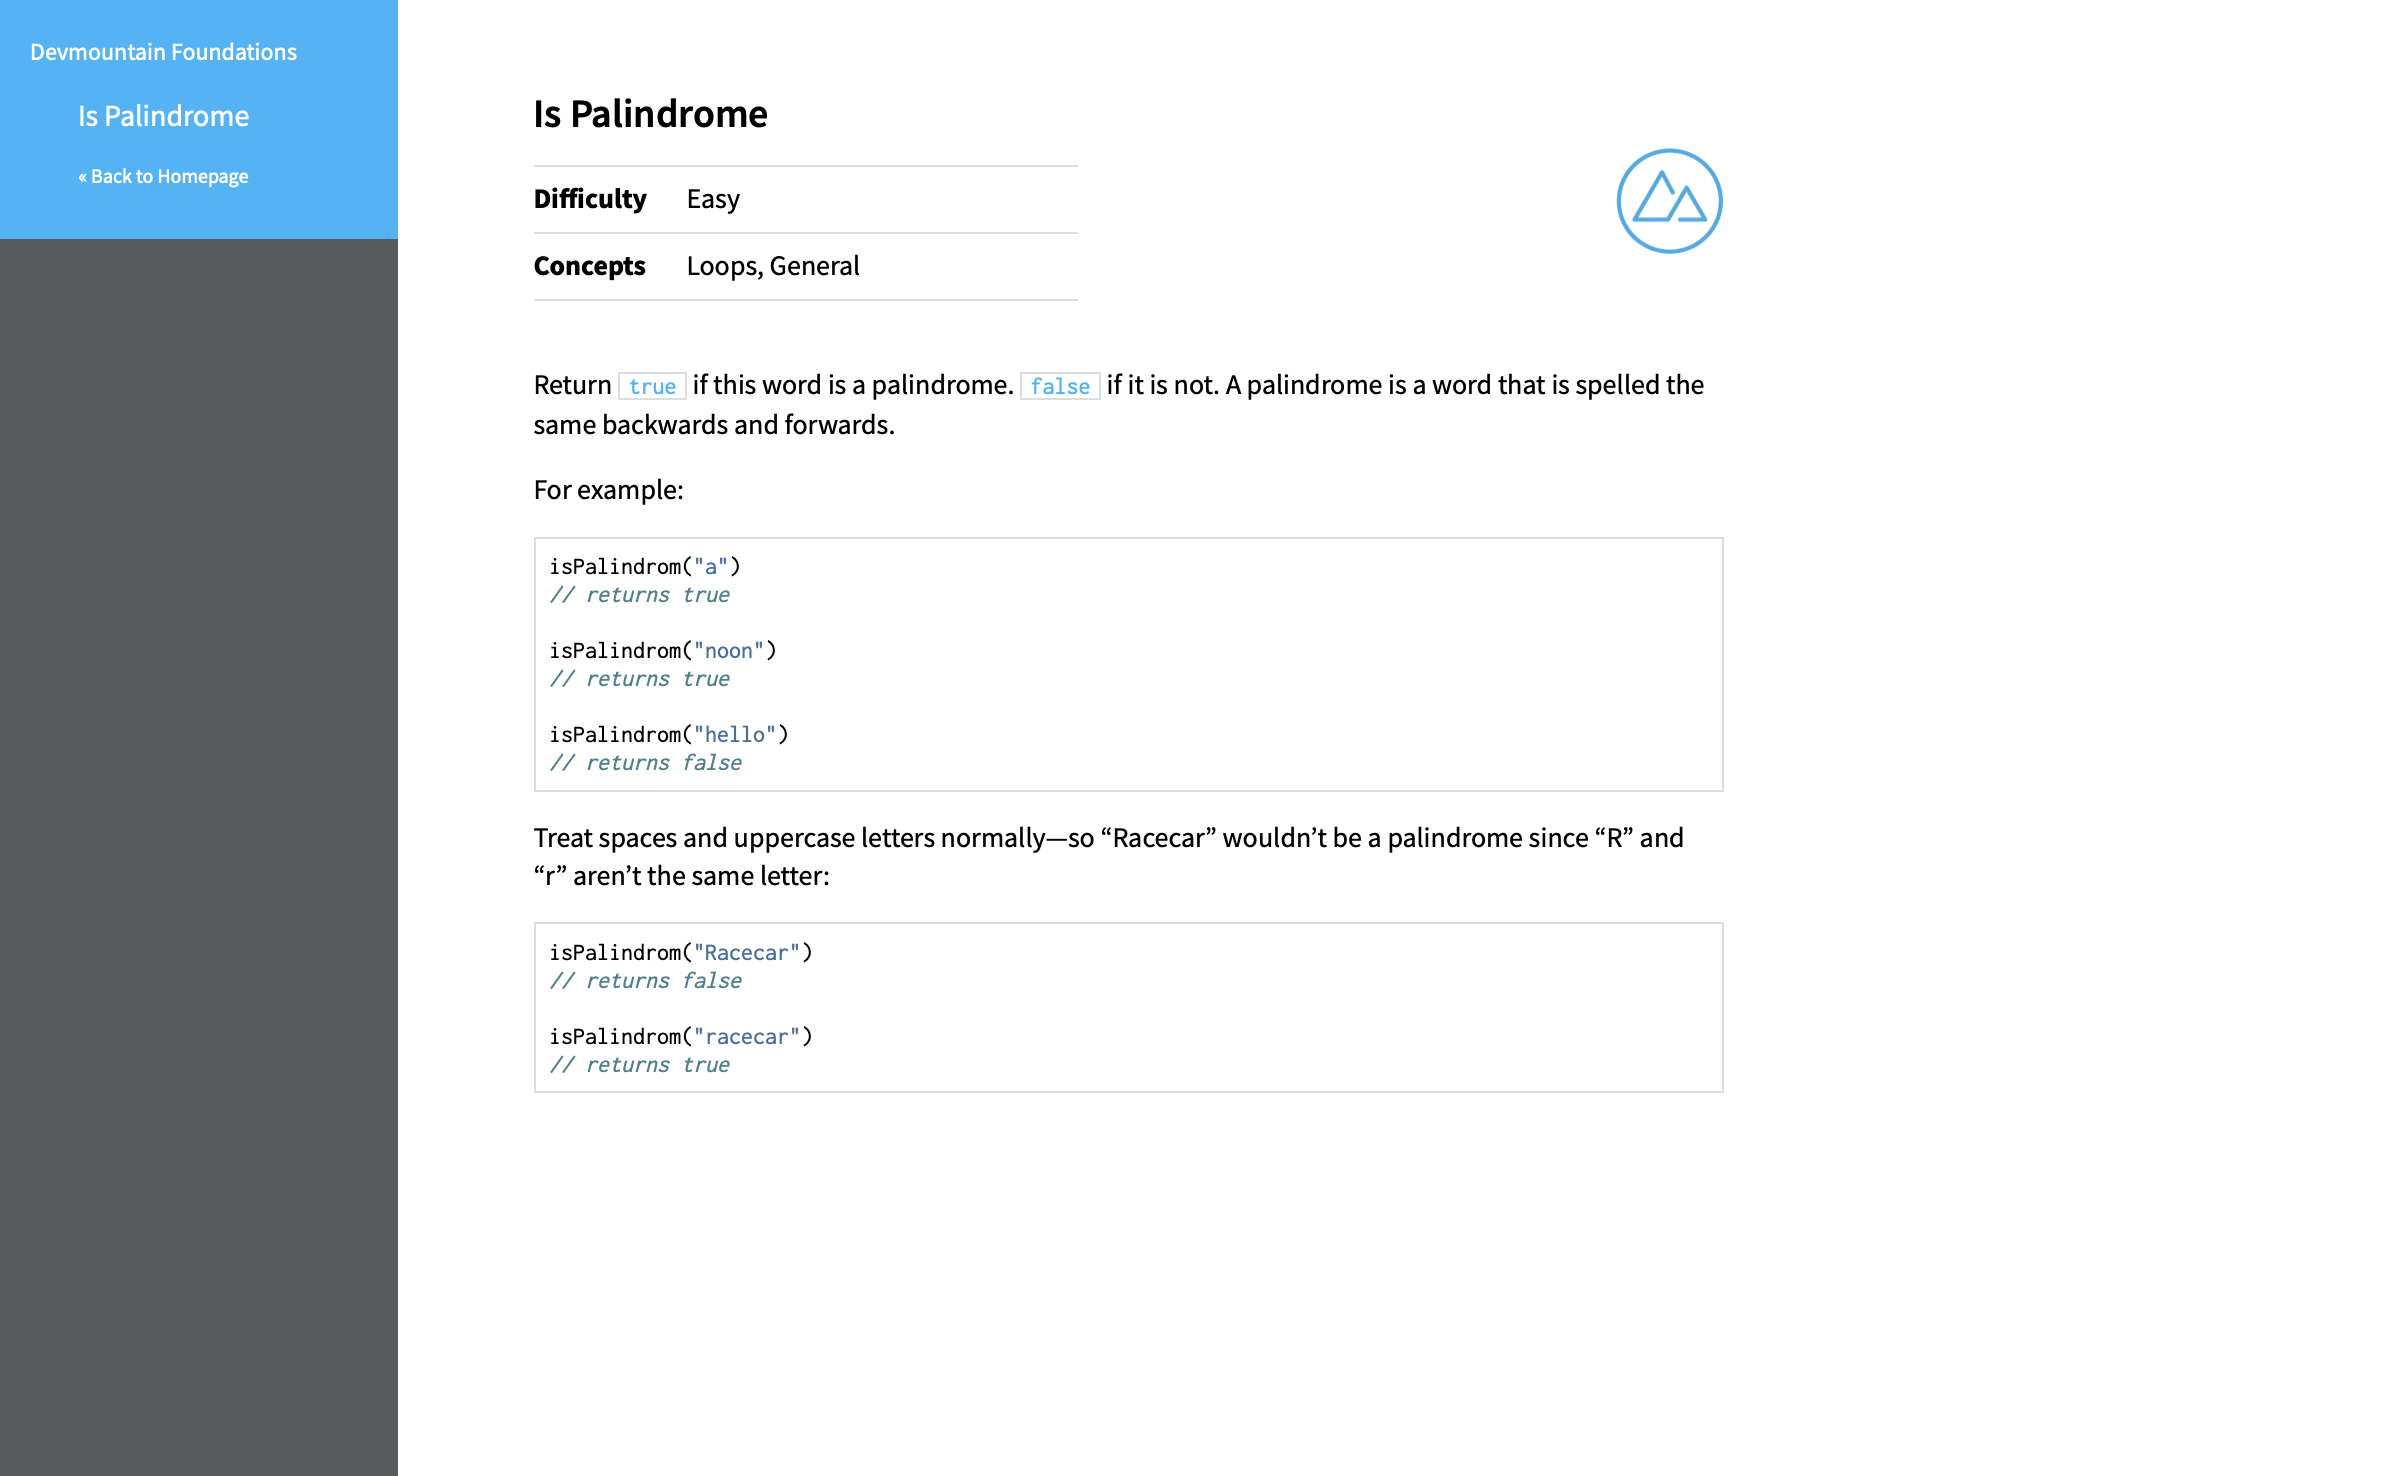 Devmountain Foundations
Is Palindrome
« Back to Homepage
Is Palindrome
Difficulty Easy
Concepts Loops, General
Return true if this word is a palindrome. false if it is not. A palindrome is a word that is spelled the
same backwards and forwards.
For example:
isPalindrom("a")
// returns true
isPalindrom("noon")
// returns true
isPalindrom("hello")
// returns false
Treat spaces and uppercase letters normally—so “Racecar” wouldn’t be a palindrome since “R” and
“r” aren’t the same letter:
isPalindrom("Racecar")
// returns false
isPalindrom("racecar")
// returns true